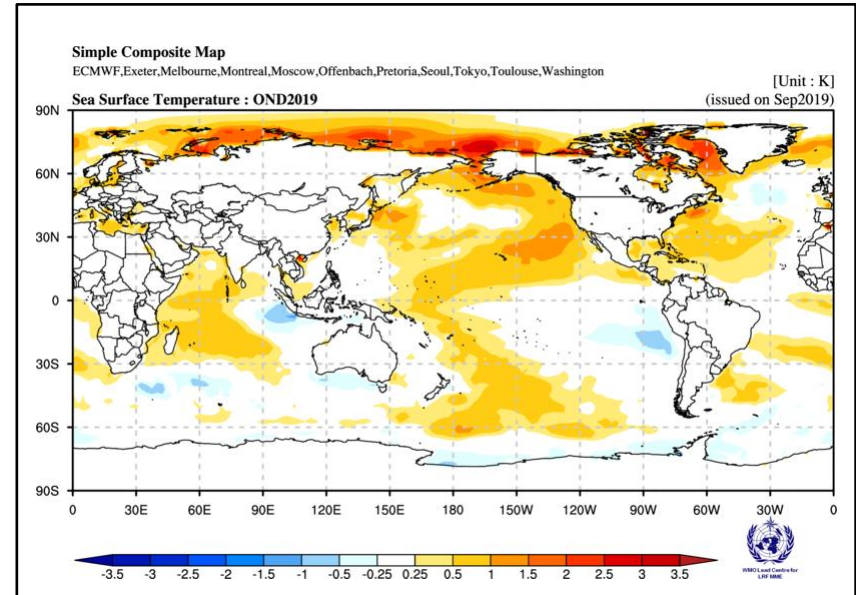 Simple Composite Map
ECMWF,Exeter,Melbourne,Montreal,Moscow,Offenbach,Pretoria,Seoul,Tokyo,Toulouse,Washington
[Unit : K]
Sea Surface Temperature : OND2019
(issued on Sep2019)
90N
60N
30N
0
30S
60S
90S
0 30E 60E 90E 120E 150E 180 150W 120W 90W 60W 30W 0
-3.5 -3 -2.5 -2 -1.5 -1 -0.5 -0.25 0.25 0.5 1 1.5 2 2.5 3 3.5
WMO Lead Centre for
LRFMME